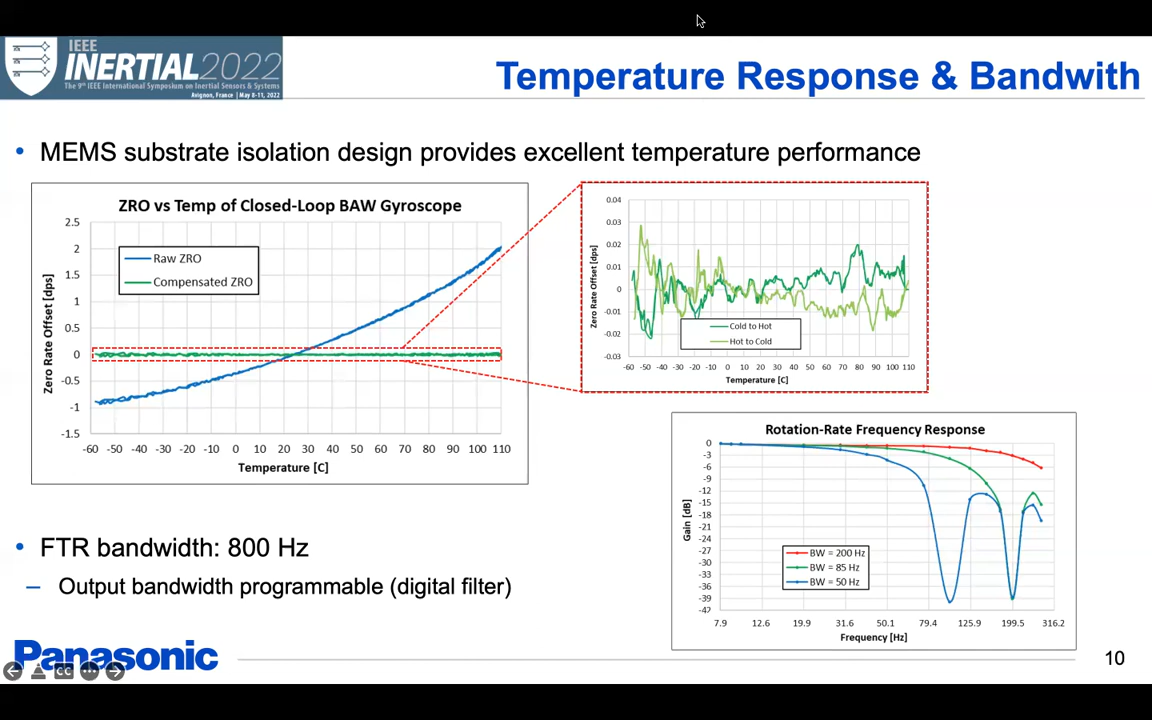 IEEE
INERTIAL 2022
The 9th IEEE International Symposium on Inertial Sensors & Systems
Avignon, France | May 8-11, 2022
Temperature Response & Bandwith
• MEMS substrate isolation design provides excellent temperature performance
ZRO vs Temp of Closed-Loop BAW Gyroscope
Zero Rate Offset [dps]
2.5
2
1.5
1
0.5
0
-0.5
-1
-1.5
Raw ZRO
Compensated ZRO
-60 -50 -40 -30 -20 -10 0 10 20 30 40 50 60 70 80 90 100 110
Temperature [C]
Zero Rate Offset [dps]
0.04
0.03
0.02
0.01
0
-0.01
-0.02
-0.03
Cold to Hot
Hot to Cold
-60 -50 -40 -30 -20 -10 0 10 20 30 40 50 60 70 80 90 100 110
Temperature [C]
Rotation-Rate Frequency Response
Gain [dB]
0
-3
-6
-9
-12
-15
-18
-21
-24
-27
-30
-33
-36
-39
-42
BW = 200 Hz
BW = 85 Hz
BW = 50 Hz
7.9 12.6 19.9 31.6 50.1 79.4 125.9 199.5 316.2
Frequency [Hz]
• FTR bandwidth: 800 Hz
– Output bandwidth programmable (digital filter)
Panasonic
CC
10